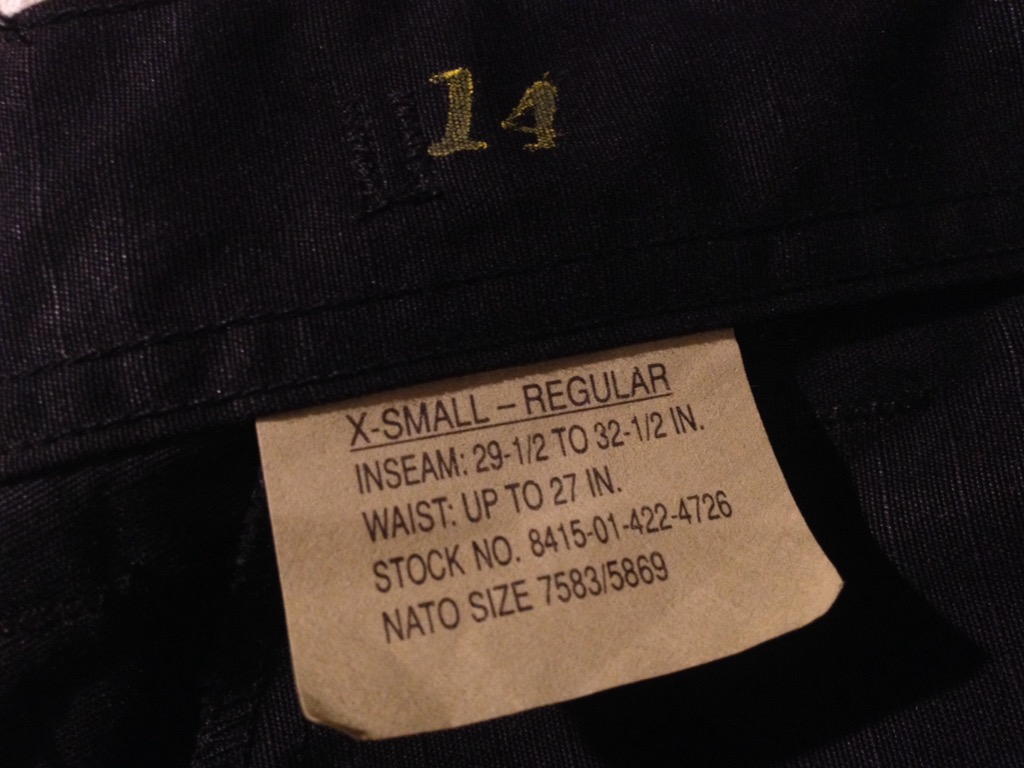 14
X-SMALL – REGULAR
INSEAM: 29-1/2 TO 32-1/2 IN.
WAIST: UP TO 27 IN.
STOCK NO. 8415-01-422-4726
NATO SIZE 7583/5869